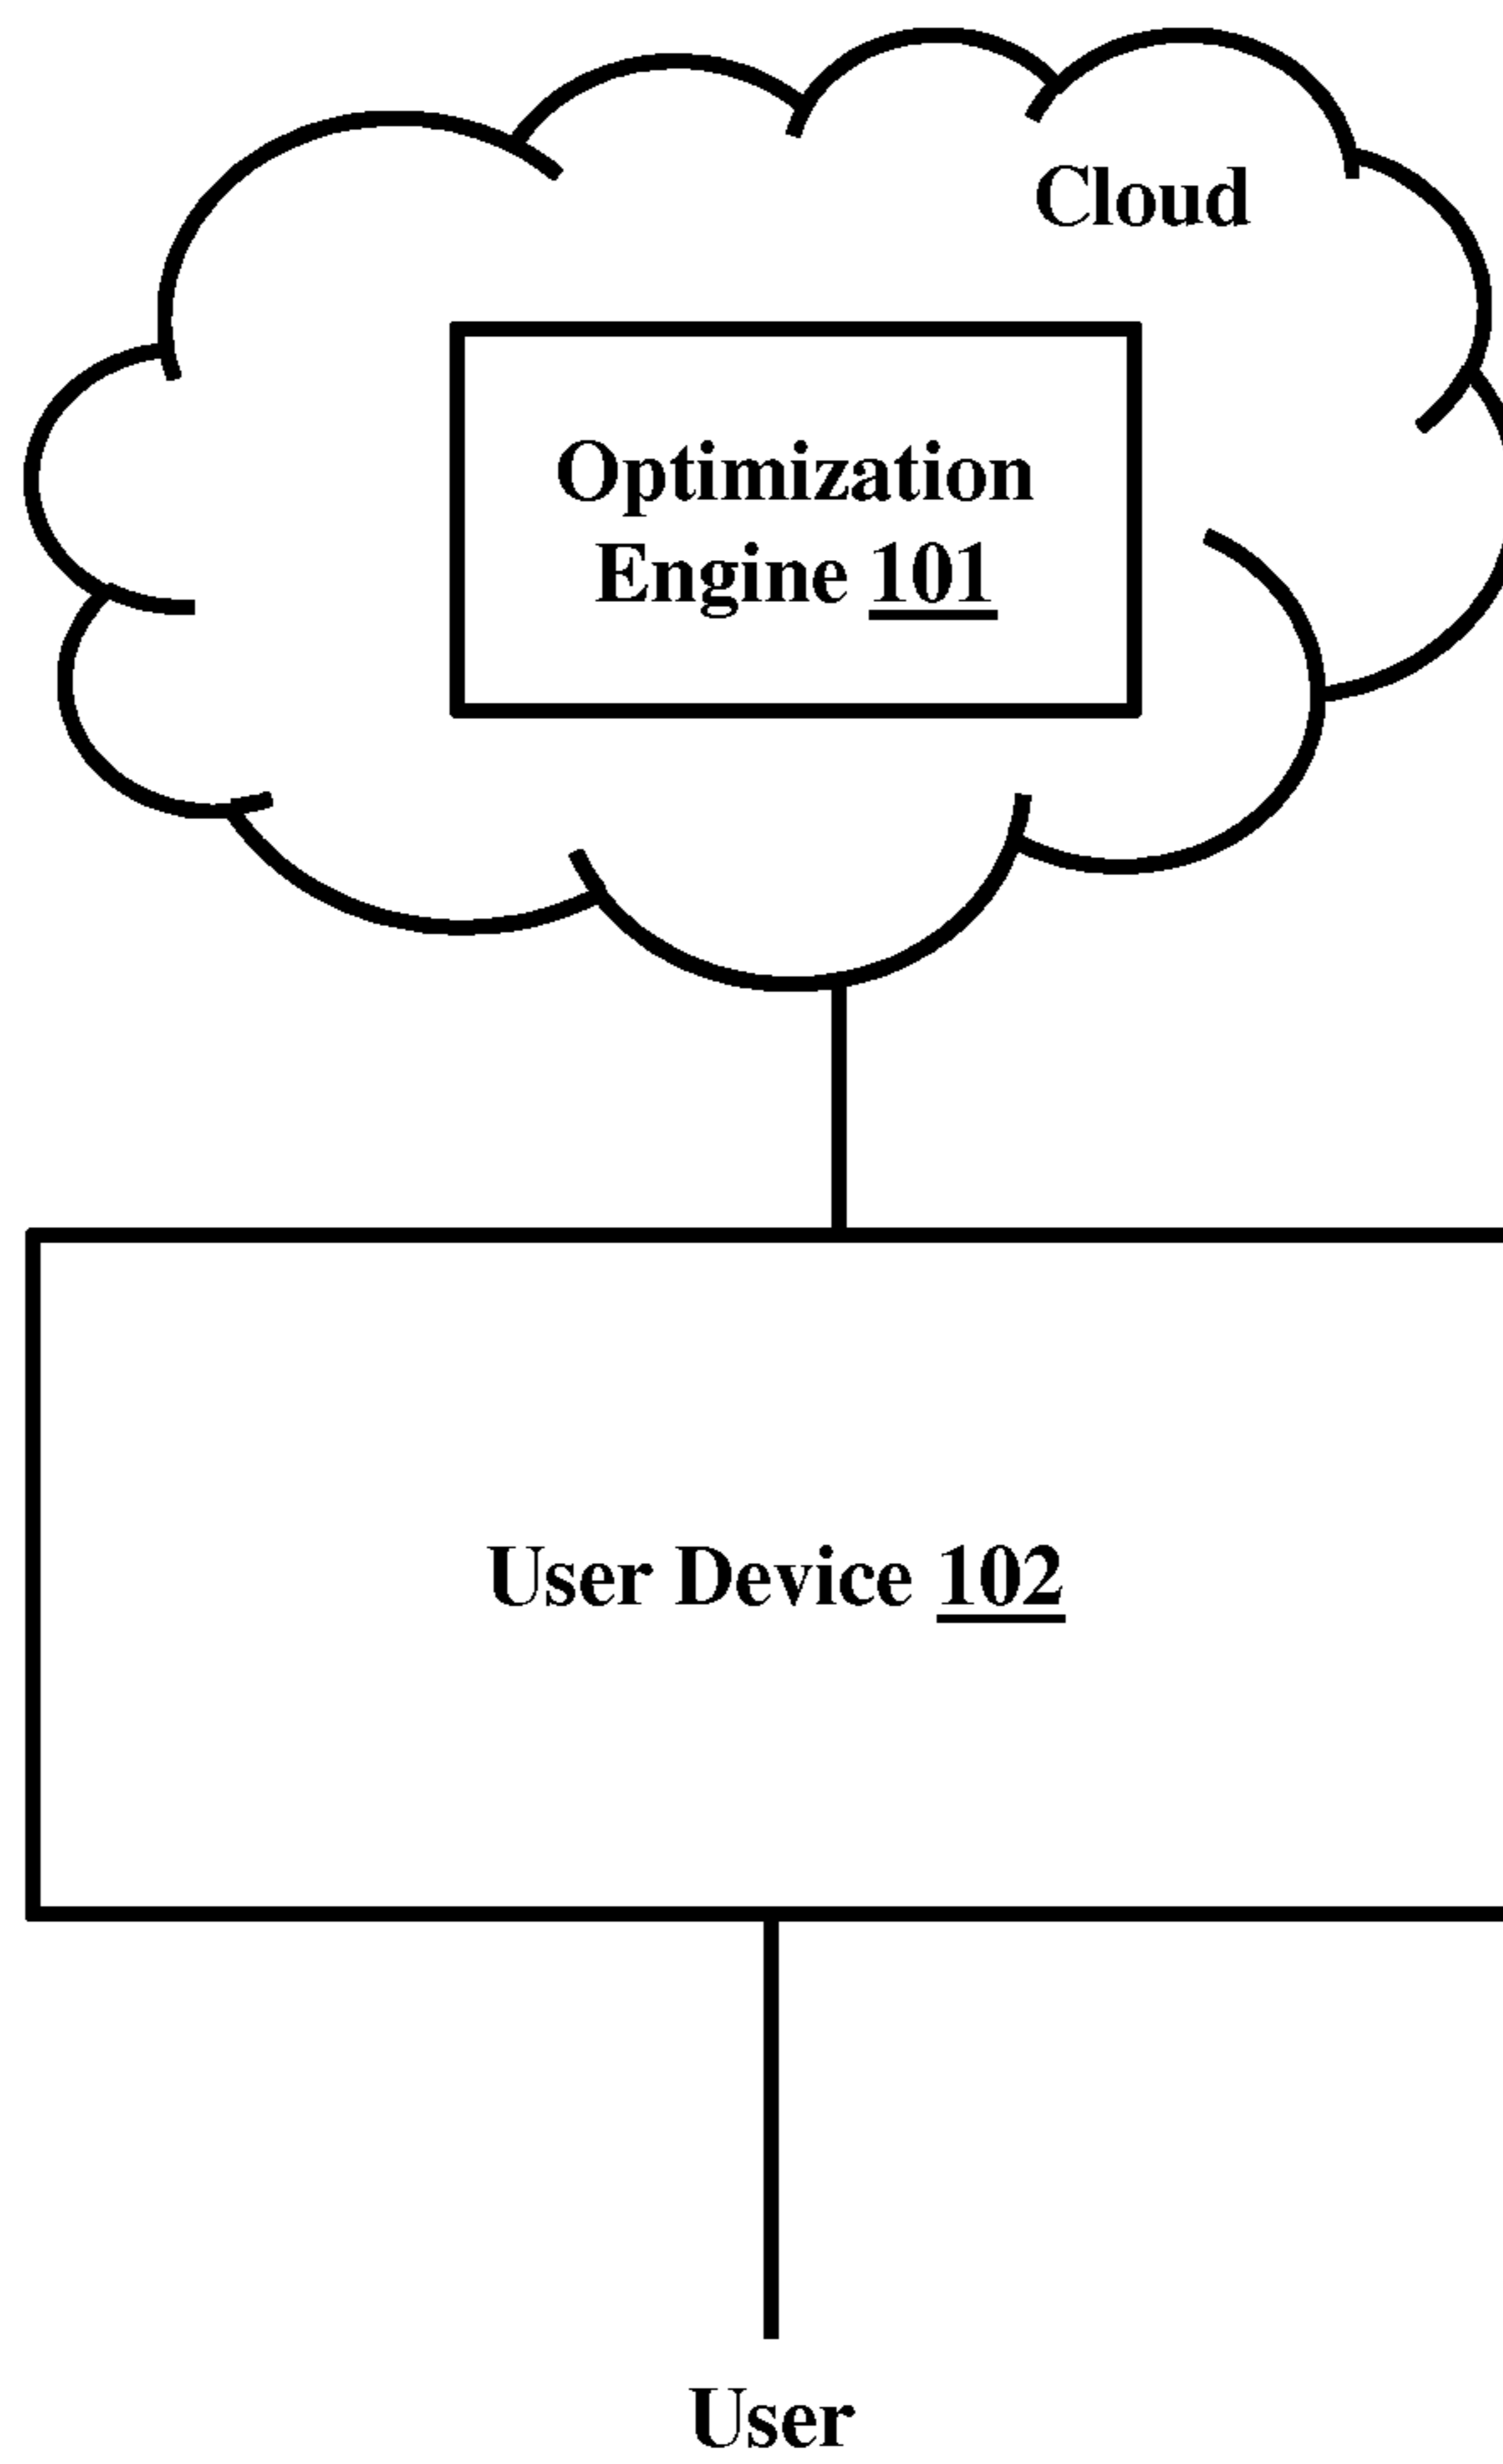 Cloud
Optimization
Engine 101
User Device 102
User